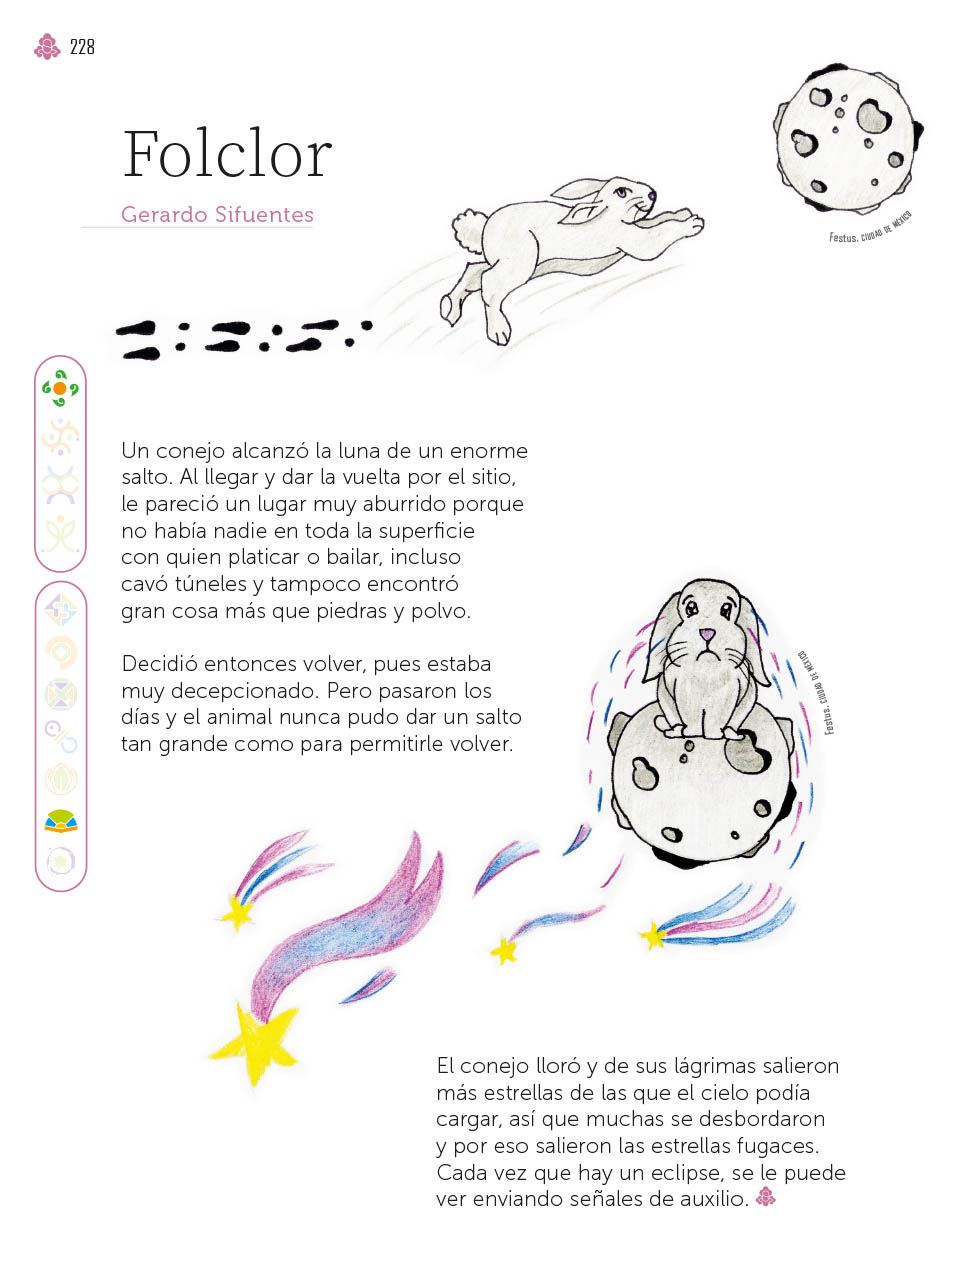 228
Folclor
Gerardo Sifuentes
Festus, CIUDAD DE MÉXICO
Un conejo alcanzó la luna de un enorme
salto. Al llegar y dar la vuelta por el sitio,
le pareció un lugar muy aburrido porque
no había nadie en toda la superficie
con quien platicar o bailar, incluso
cavó túneles y tampoco encontró
gran cosa más que piedras y polvo.
Decidió entonces volver, pues estaba
muy decepcionado. Pero pasaron los
días y el animal nunca pudo dar un salto
tan grande como para permitirle volver.
Festus, CIUDAD DE MÉXICO
El conejo lloró y de sus lágrimas salieron
más estrellas de las que el cielo podía
cargar, así que muchas se desbordaron
y por eso salieron las estrellas fugaces.
Cada vez que hay un eclipse, se le puede
ver enviando señales de auxilio.